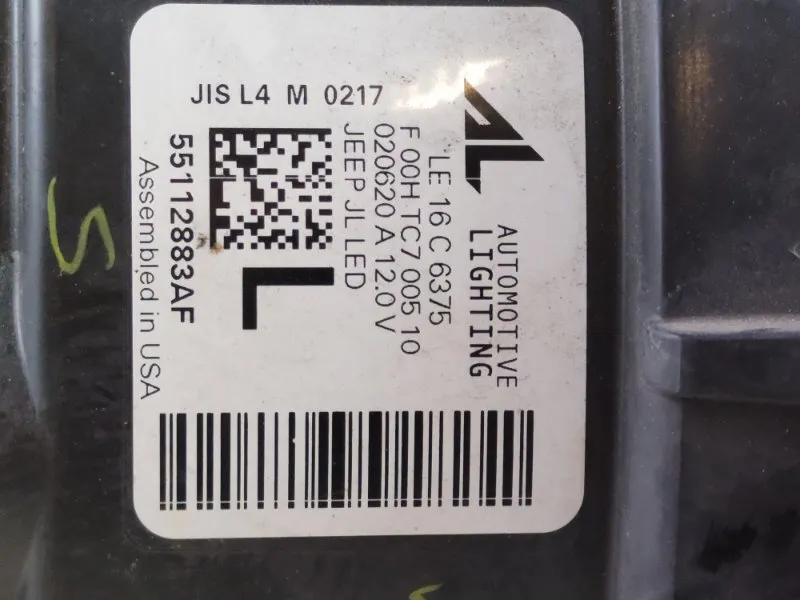 AL
AUTOMOTIVE
LIGHTING
LE 16 C 6375
F 00H TC7 005 10
020620 A 12.0 V
JEEP JL LED
JIS L4 M 0217
L
55112883AF
Assembled in USA
S